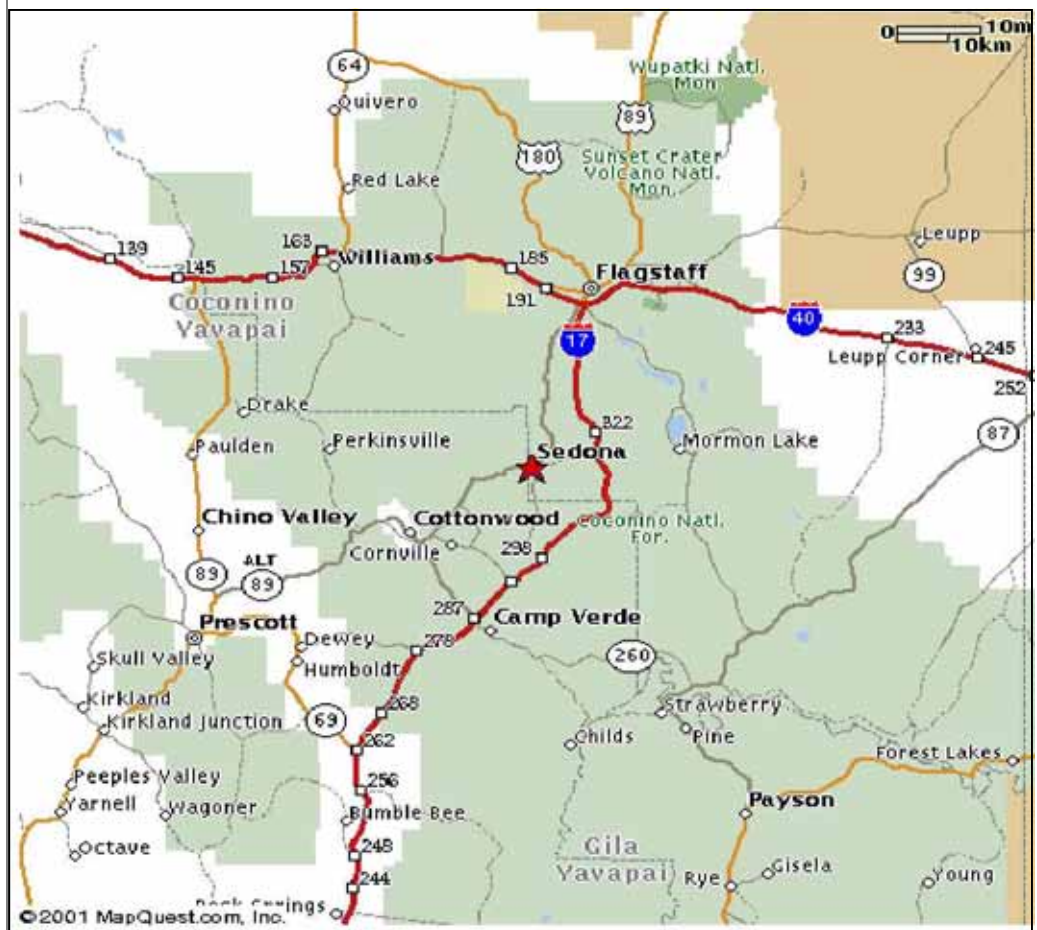 0 10m
10km
Wupatki Natl.
Mon.
64
Quivero
89
180
Sunset Crater
Volcano Natl.
Mon.
Red Lake
Leupp
99
139
163
Williams
185
Flagstaff
145
157
191
Coconino
Yavapai
17
40
233
Leupp Corner
245
252
Drake
322
87
Paulden
Perkinsville
Sedona
Mormon Lake
Chino Valley
Cottonwood
Coconino Natl.
For.
Cornville
298
ALT
89
89
287
Camp Verde
Prescott
Dewey
278
260
Skull Valley
Humboldt
Kirkland
268
Strawberry
Kirkland Junction
69
Pine
262
Childs
Forest Lakes
Peeples Valley
256
Yarnell
Wagoner
Bumble Bee
Payson
Octave
248
Gila
Yavapai
Gisela
244
Rye
Young
Rock Springs
©2001 MapQuest.com, Inc.